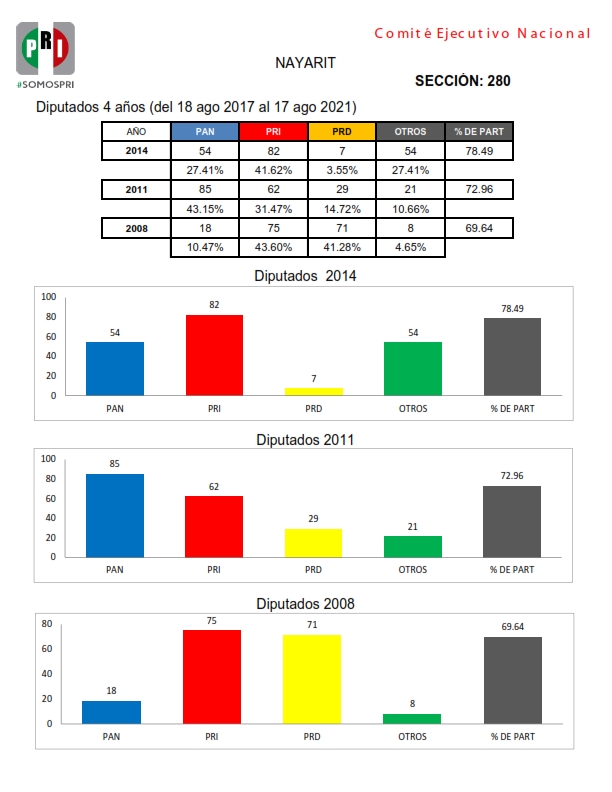 Comité Ejecutivo Nacional
PRI
#SOMOSPRI
NAYARIT
SECCIÓN: 280
Diputados 4 años (del 18 ago 2017 al 17 ago 2021)
AÑO PAN PRI PRD OTROS % DE PART
2014 54 82 7 54 78.49
27.41% 41.62% 3.55% 27.41%
2011 85 62 29 21 72.96
43.15% 31.47% 14.72% 10.66%
2008 18 75 71 8 69.64
10.47% 43.60% 41.28% 4.65%
Diputados 2014
100
80
60
40
20
0
54 82 7 54 78.49
PAN PRI PRD OTROS % DE PART
Diputados 2011
100
80
60
40
20
0
85 62 29 21 72.96
PAN PRI PRD OTROS % DE PART
Diputados 2008
80
60
40
20
0
18 75 71 8 69.64
PAN PRI PRD OTROS % DE PART